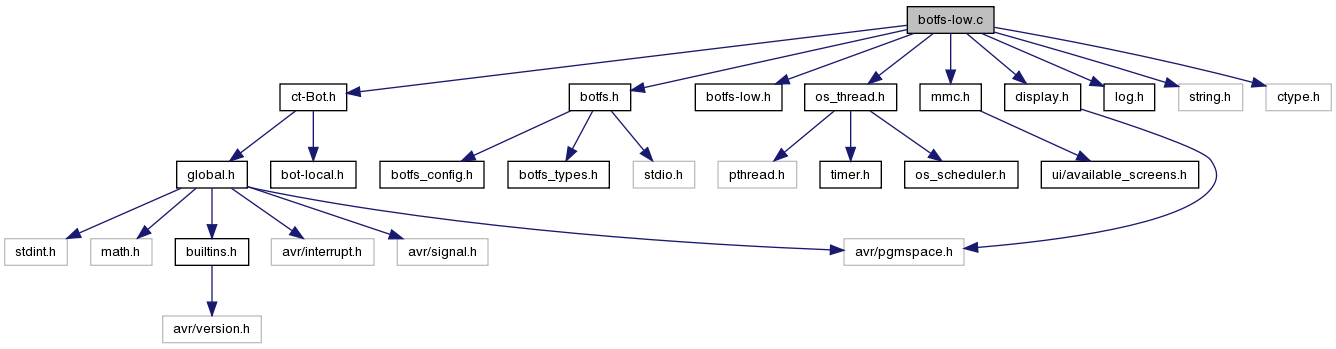 botfs-low.c
ct-Bot.h
botfs.h
botfs-low.h
os_thread.h
mmc.h
display.h
log.h
string.h
ctype.h
global.h
bot-local.h
botfs_config.h
botfs_types.h
stdio.h
pthread.h
timer.h
os_scheduler.h
ui/available_screens.h
stdint.h
math.h
builtins.h
avr/interrupt.h
avr/signal.h
avr/pgmspace.h
avr/version.h